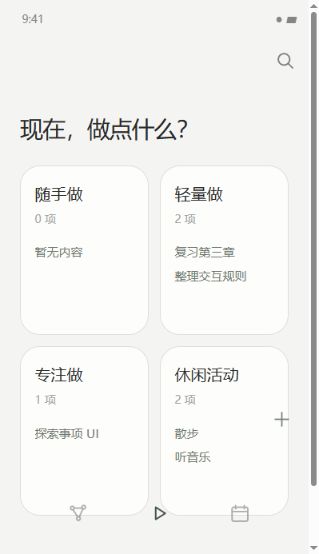 9:41
现在，做点什么？
随手做
0 项
暂无内容
轻量做
2 项
复习第三章
整理交互规则
专注做
1 项
探索事项 UI
休闲活动
2 项
散步
听音乐